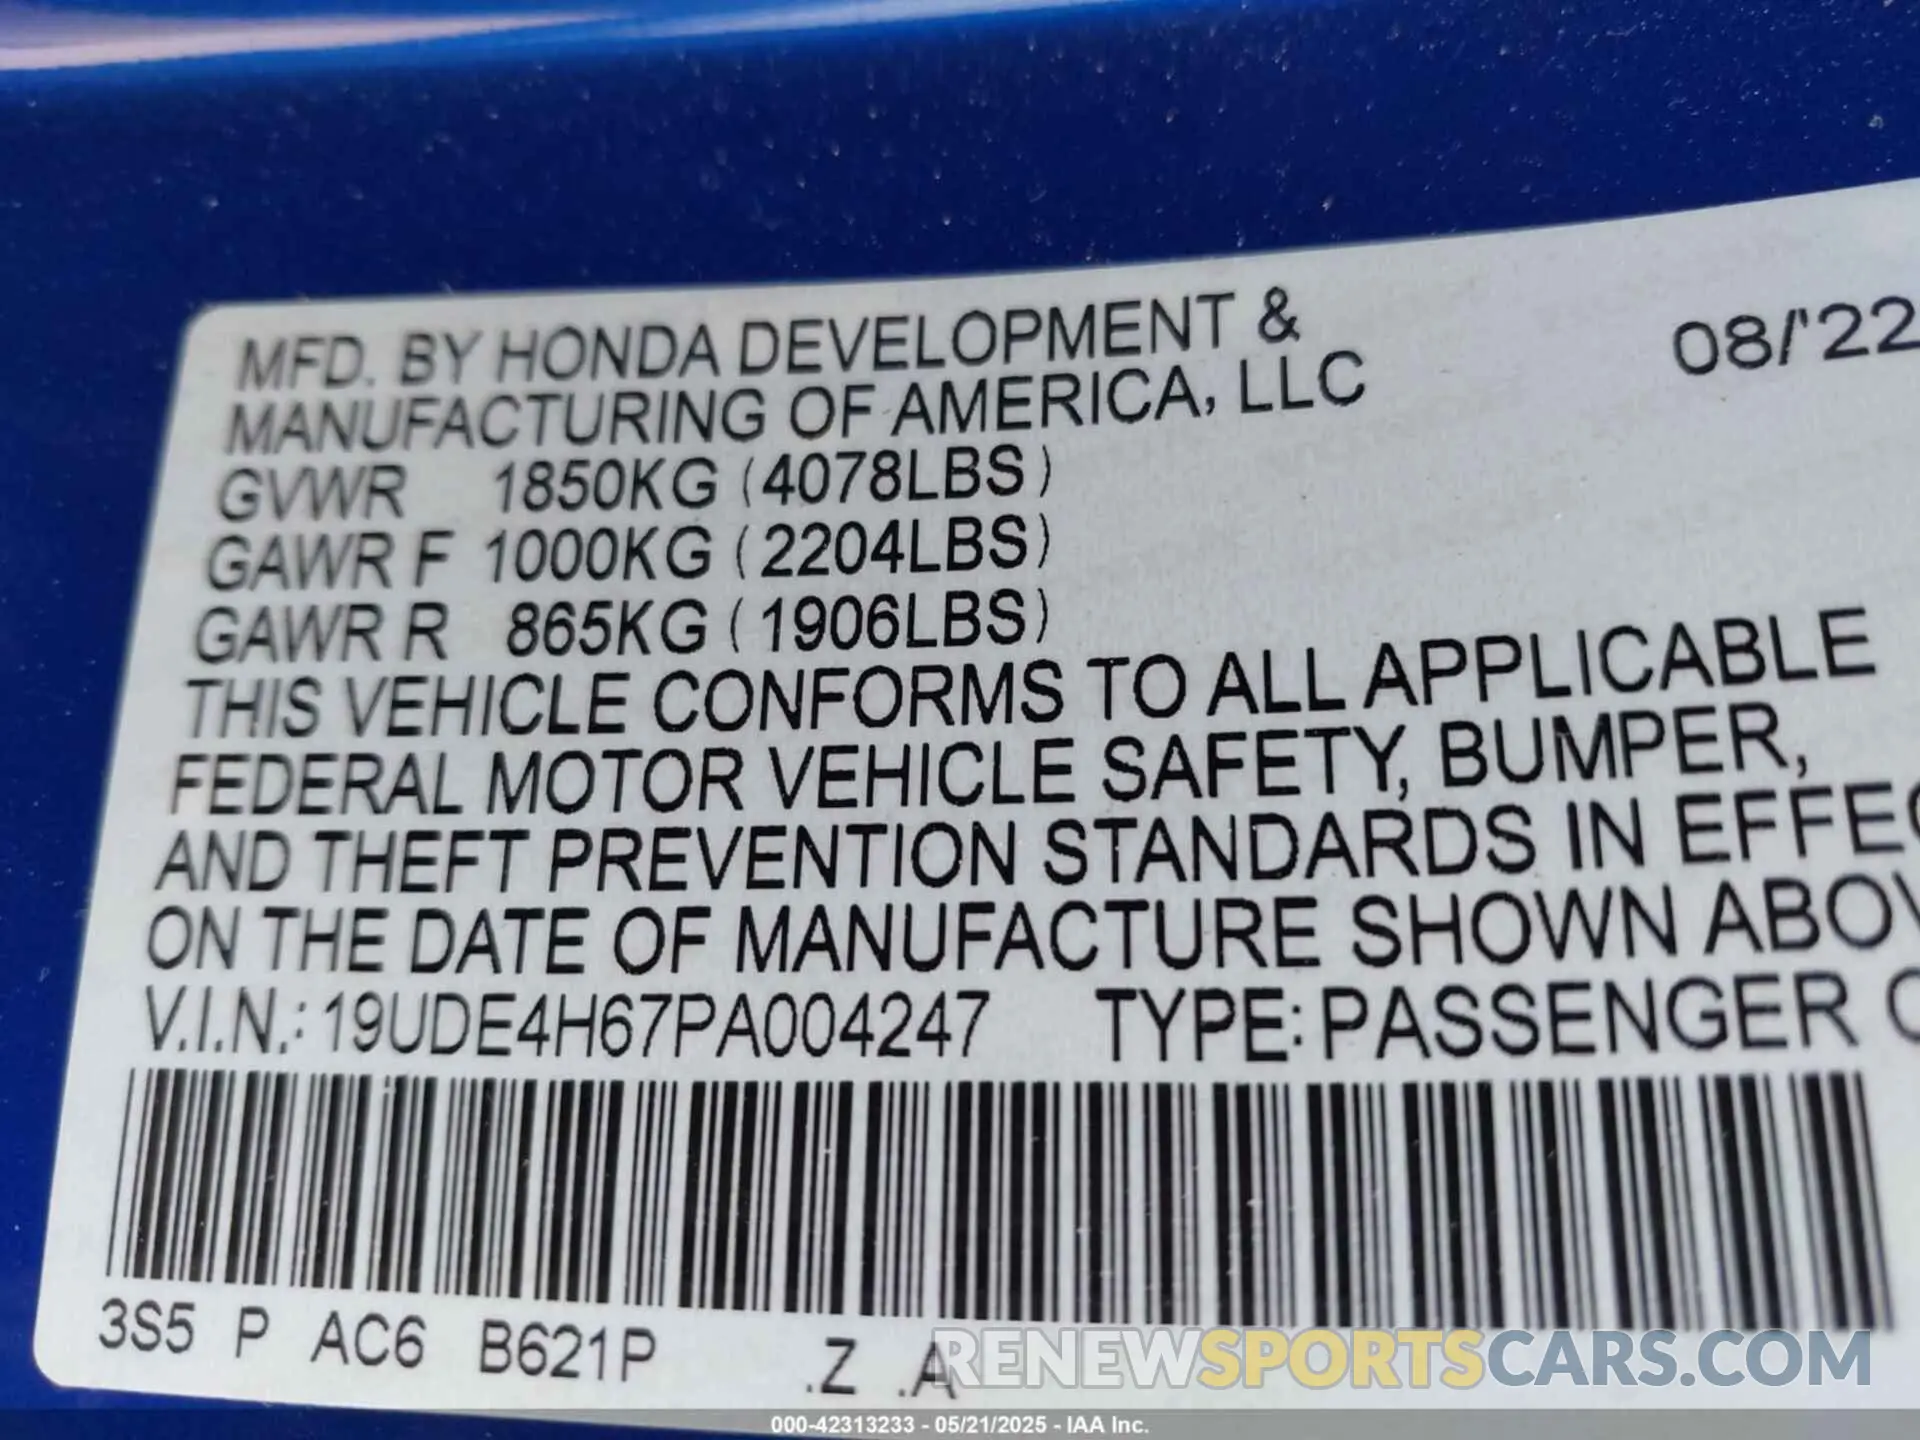 MFD. BY HONDA DEVELOPMENT &
MANUFACTURING OF AMERICA, LLC
08/'22
GVWR 1850KG (4078LBS)
GAWR F 1000KG (2204LBS)
GAWR R 865KG (1906LBS)
THIS VEHICLE CONFORMS TO ALL APPLICABLE
FEDERAL MOTOR VEHICLE SAFETY, BUMPER,
AND THEFT PREVENTION STANDARDS IN EFFEC
ON THE DATE OF MANUFACTURE SHOWN ABOV
V.I.N.: 19UDE4H67PA004247 TYPE: PASSENGER C
3S5 P AC6 B621P .Z .A
RENEWSPORTSCARS.COM
000-42313233 - 05/21/2025 - IAA Inc.